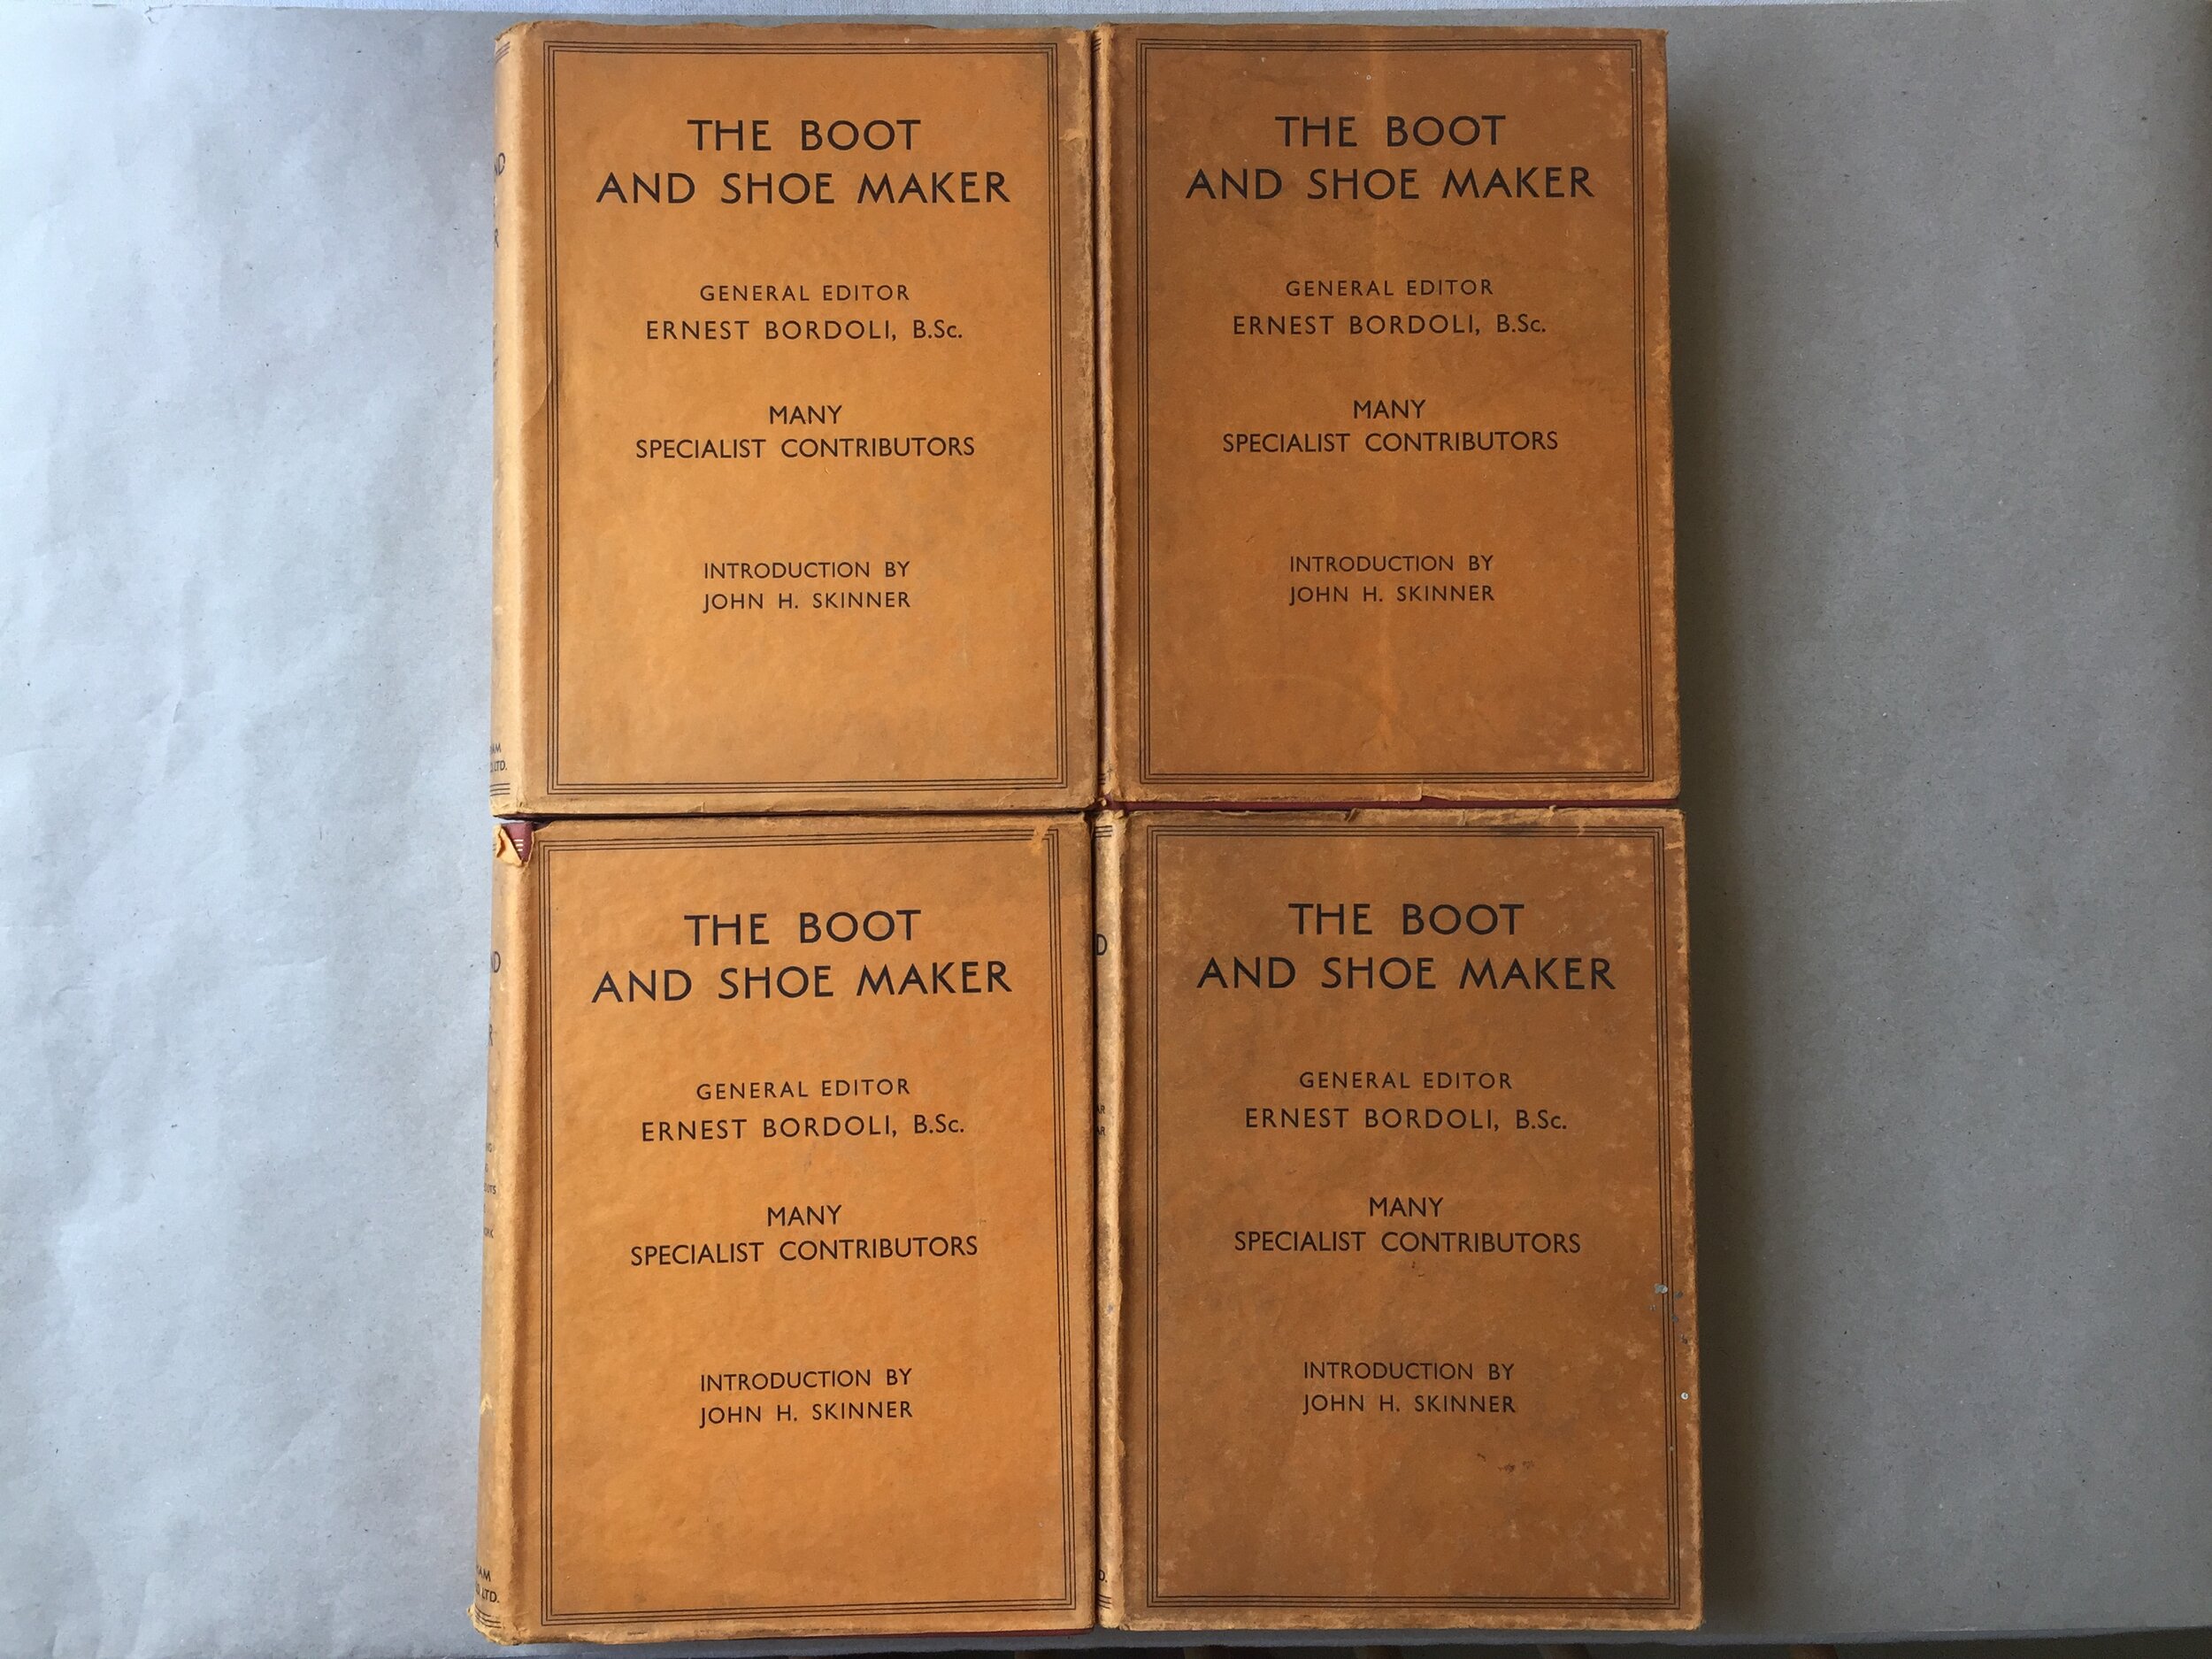 THE BOOT
AND SHOE MAKER
GENERAL EDITOR
ERNEST BORDOLI, B.Sc.
MANY
SPECIALIST CONTRIBUTORS
INTRODUCTION BY
JOHN H. SKINNER
THE BOOT
AND SHOE MAKER
GENERAL EDITOR
ERNEST BORDOLI, B.Sc.
MANY
SPECIALIST CONTRIBUTORS
INTRODUCTION BY
JOHN H. SKINNER
THE BOOT
AND SHOE MAKER
GENERAL EDITOR
ERNEST BORDOLI, B.Sc.
MANY
SPECIALIST CONTRIBUTORS
INTRODUCTION BY
JOHN H. SKINNER
THE BOOT
AND SHOE MAKER
GENERAL EDITOR
ERNEST BORDOLI, B.Sc.
MANY
SPECIALIST CONTRIBUTORS
INTRODUCTION BY
JOHN H. SKINNER